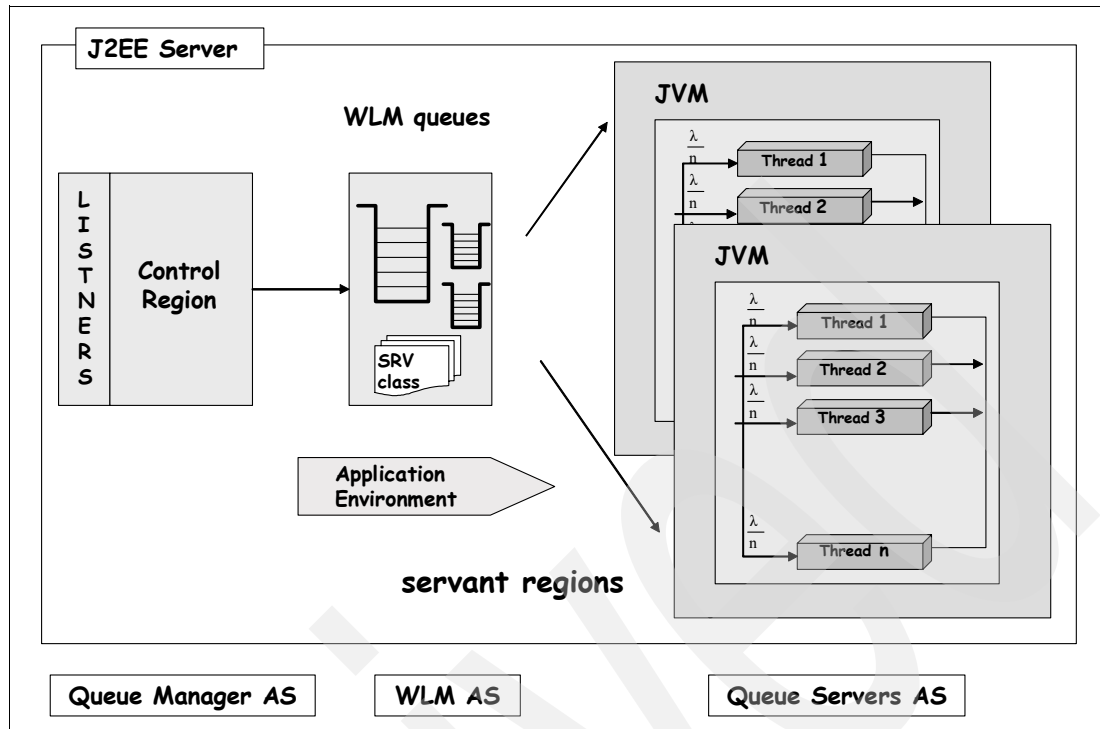 J2EE Server
WLM queues
LISTNERS
Control
Region
SRV
class
Application
Environment
servant regions
JVM
λ
n
Thread 1
λ
n
Thread 2
JVM
λ
n
Thread 1
λ
n
Thread 2
λ
n
Thread 3
λ
n
Thread n
Queue Manager AS
WLM AS
Queue Servers AS